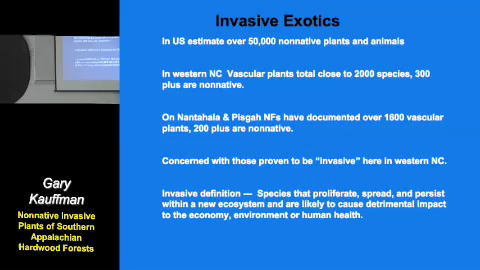 Invasive Exotics
In US estimate over 50,000 nonnative plants and animals
In western NC Vascular plants total close to 2000 species, 300
plus are nonnative.
On Nantahala & Pisgah NFs have documented over 1600 vascular
plants, 200 plus are nonnative.
Concerned with those proven to be "invasive" here in western NC.
Invasive definition — Species that proliferate, spread, and persist
within a new ecosystem and are likely to cause detrimental impact
to the economy, environment or human health.
Gary
Kauffman
Nonnative Invasive
Plants of Southern
Appalachian
Hardwood Forests